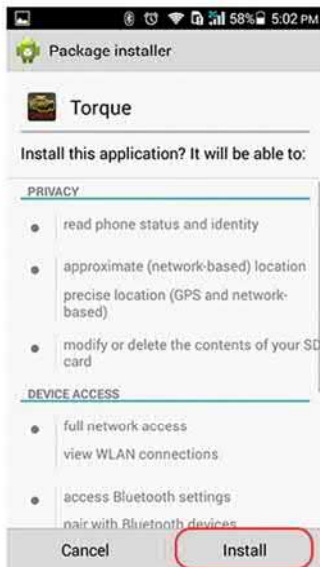 58% 5:02 PM
Package installer
Torque
Install this application? It will be able to:
PRIVACY
read phone status and identity
approximate (network-based) location
precise location (GPS and network-
based)
modify or delete the contents of your SD
card
DEVICE ACCESS
full network access
view WLAN connections
access Bluetooth settings
pair with Bluetooth devices
Cancel
Install